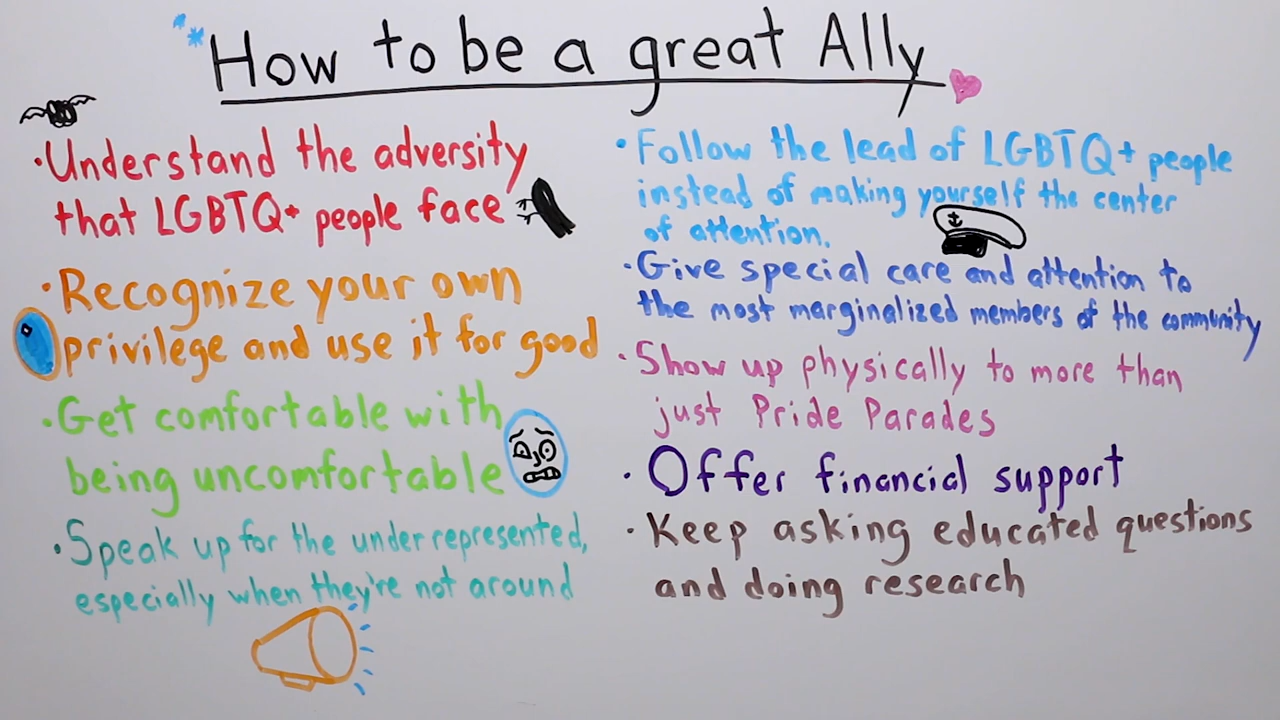 How to be a great Ally
•Understand the adversity
that LGBTQ+ people face
•Recognize your own
privilege and use it for good
•Get comfortable with
being uncomfortable
•Speak up for the underrepresented,
especially when they're not around
•Follow the lead of LGBTQ+ people
instead of making yourself the center
of attention.
•Give special care and attention to
the most marginalized members of the community
•Show up physically to more than
just Pride Parades
•Offer financial support
•Keep asking educated questions
and doing research